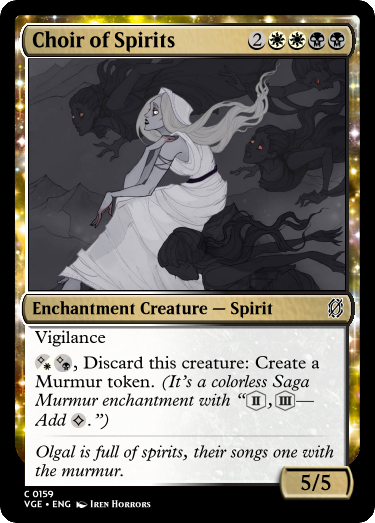 Choir of Spirits 2
Enchantment Creature — Spirit
Vigilance
, Discard this creature: Create a
Murmur token. (It's a colorless Saga
Murmur enchantment with “II, III—
Add .”)
Olgal is full of spirits, their songs one with
the murmur.
5/5
C 0159
VGE • ENG Iren Horrors